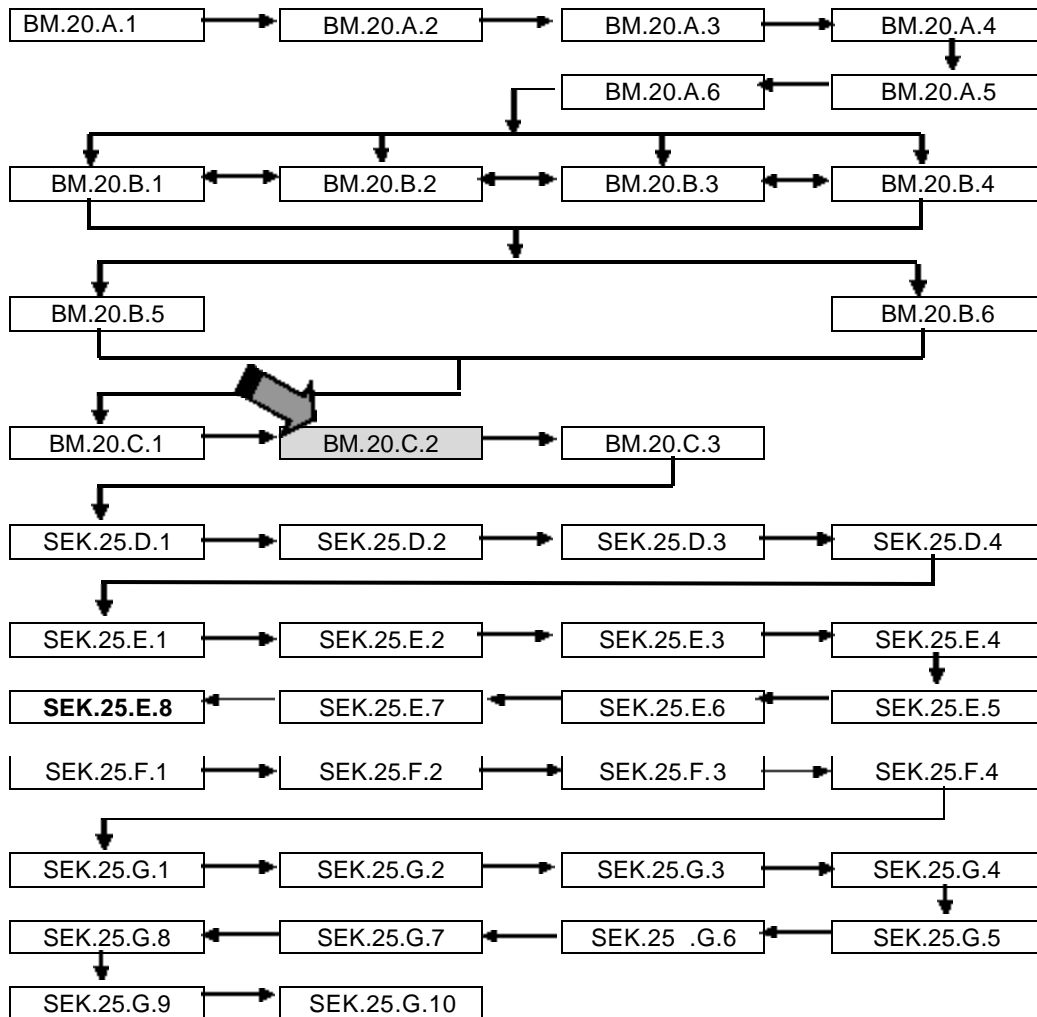 BM.20.A.1 BM.20.A.2 BM.20.A.3 BM.20.A.4
BM.20.A.6 BM.20.A.5
BM.20.B.1 BM.20.B.2 BM.20.B.3 BM.20.B.4
BM.20.B.5 BM.20.B.6
BM.20.C.1 BM.20.C.2 BM.20.C.3
SEK.25.D.1 SEK.25.D.2 SEK.25.D.3 SEK.25.D.4
SEK.25.E.1 SEK.25.E.2 SEK.25.E.3 SEK.25.E.4
SEK.25.E.8 SEK.25.E.7 SEK.25.E.6 SEK.25.E.5
SEK.25.F.1 SEK.25.F.2 SEK.25.F.3 SEK.25.F.4
SEK.25.G.1 SEK.25.G.2 SEK.25.G.3 SEK.25.G.4
SEK.25.G.8 SEK.25.G.7 SEK.25 .G.6 SEK.25.G.5
SEK.25.G.9 SEK.25.G.10